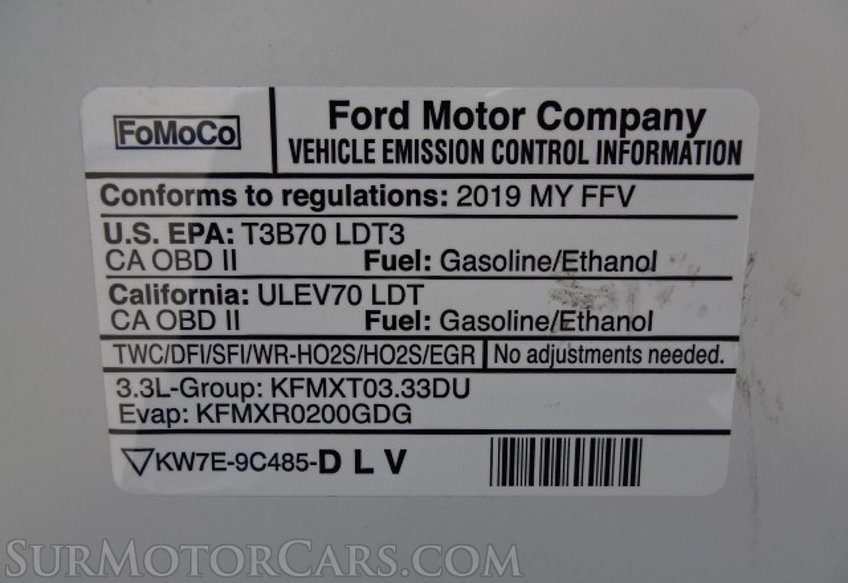 FoMoCo
Ford Motor Company
VEHICLE EMISSION CONTROL INFORMATION
Conforms to regulations: 2019 MY FFV
U.S. EPA: T3B70 LDT3
CA OBD II Fuel: Gasoline/Ethanol
California: ULEV70 LDT
CA OBD II Fuel: Gasoline/Ethanol
TWC/DFI/SFI/WR-HO2S/HO2S/EGR No adjustments needed.
3.3L-Group: KFMXT03.33DU
Evap: KFMXR0200GDG
KW7E-9C485-D L V
SurMotorCars.com